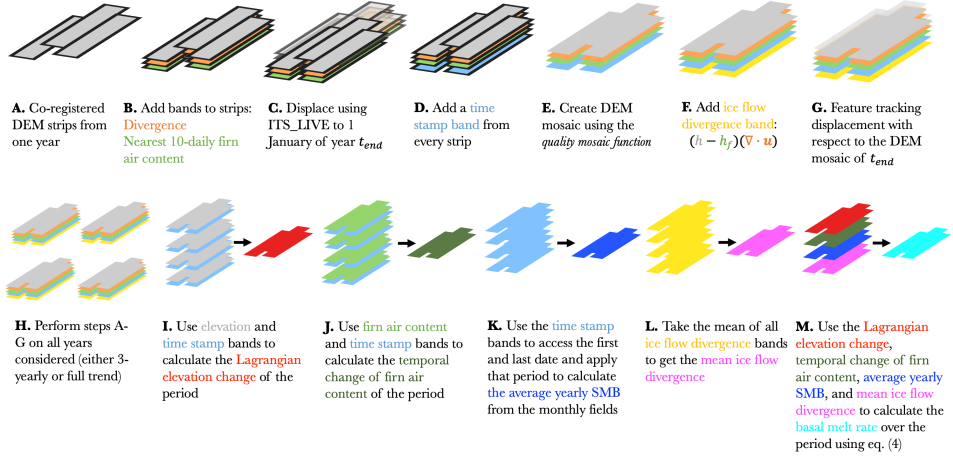 A. Co-registered
DEM strips from
one year
B. Add bands to strips:
Divergence
Nearest 10-daily firn
air content
C. Displace using
ITS_LIVE to 1
January of year t_end
D. Add a time
stamp band from
every strip
E. Create DEM
mosaic using the
quality mosaic function
F. Add ice flow
divergence band:
(h − h_f)(∇ · u)
G. Feature tracking
displacement with
respect to the DEM
mosaic of t_end
H. Perform steps A-
G on all years
considered (either 3-
yearly or full trend)
I. Use elevation and
time stamp bands to
calculate the Lagrangian
elevation change of the
period
J. Use firn air content
and time stamp bands to
calculate the temporal
change of firn air
content of the period
K. Use the time stamp
bands to access the first
and last date and apply
that period to calculate
the average yearly SMB
from the monthly fields
L. Take the mean of all
ice flow divergence bands
to get the mean ice flow
divergence
M. Use the Lagrangian
elevation change,
temporal change of firn
air content, average yearly
SMB, and mean ice flow
divergence to calculate the
basal melt rate over the
period using eq. (4)